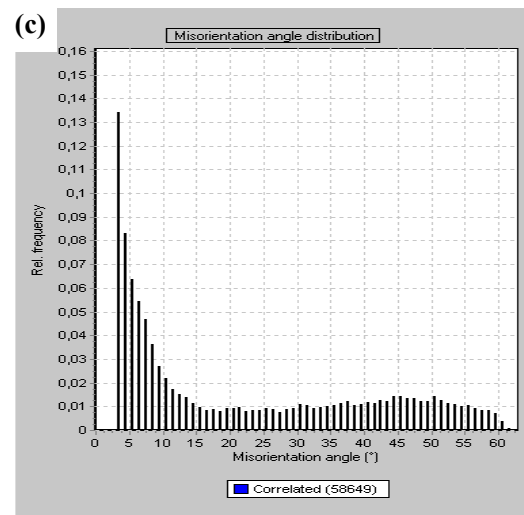 (c)
Misorientation angle distribution
0,16
0,15
0,14
0,13
0,12
0,11
0,1
0,09
0,08
0,07
0,06
0,05
0,04
0,03
0,02
0,01
0
Rel. frequency
0 5 10 15 20 25 30 35 40 45 50 55 60
Misorientation angle (°)
Correlated (58649)